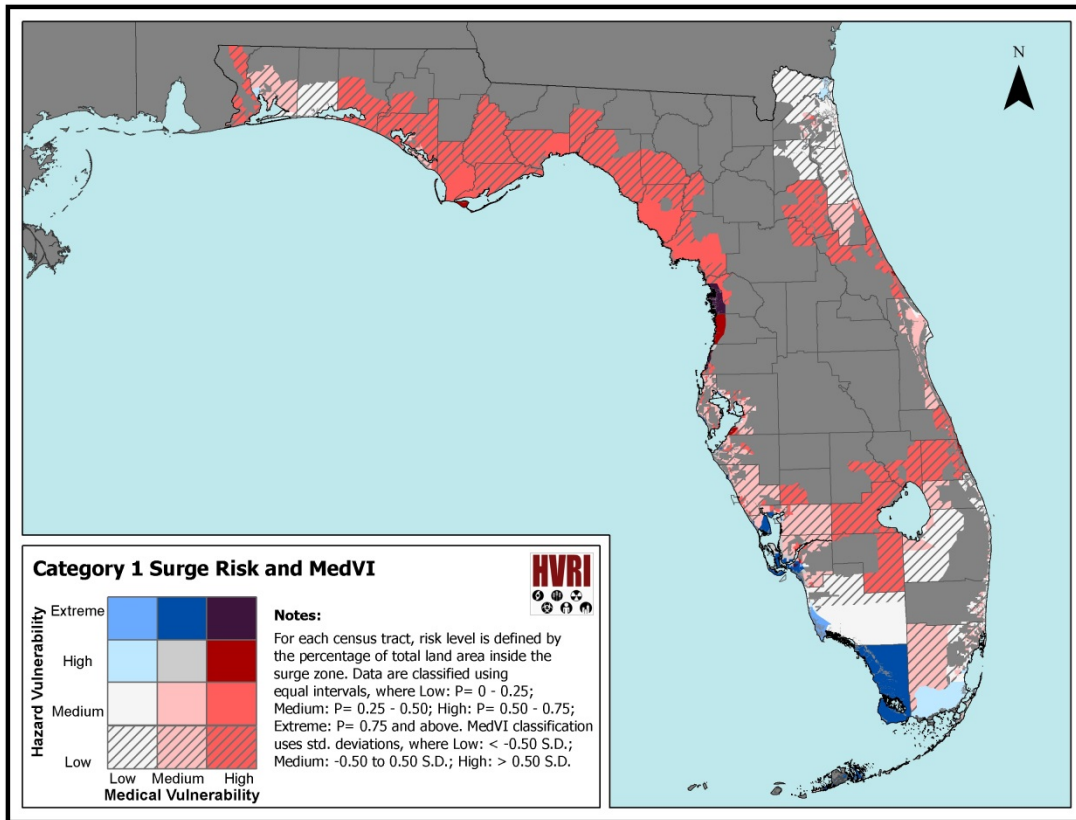 N
Category 1 Surge Risk and MedVI
HVRI
Hazard Vulnerability
Extreme
High
Medium
Low
Low Medium High
Medical Vulnerability
Notes:
For each census tract, risk level is defined by
the percentage of total land area inside the
surge zone. Data are classified using
equal intervals, where Low: P= 0 - 0.25;
Medium: P= 0.25 - 0.50; High: P= 0.50 - 0.75;
Extreme: P= 0.75 and above. MedVI classification
uses std. deviations, where Low: < -0.50 S.D.;
Medium: -0.50 to 0.50 S.D.; High: > 0.50 S.D.